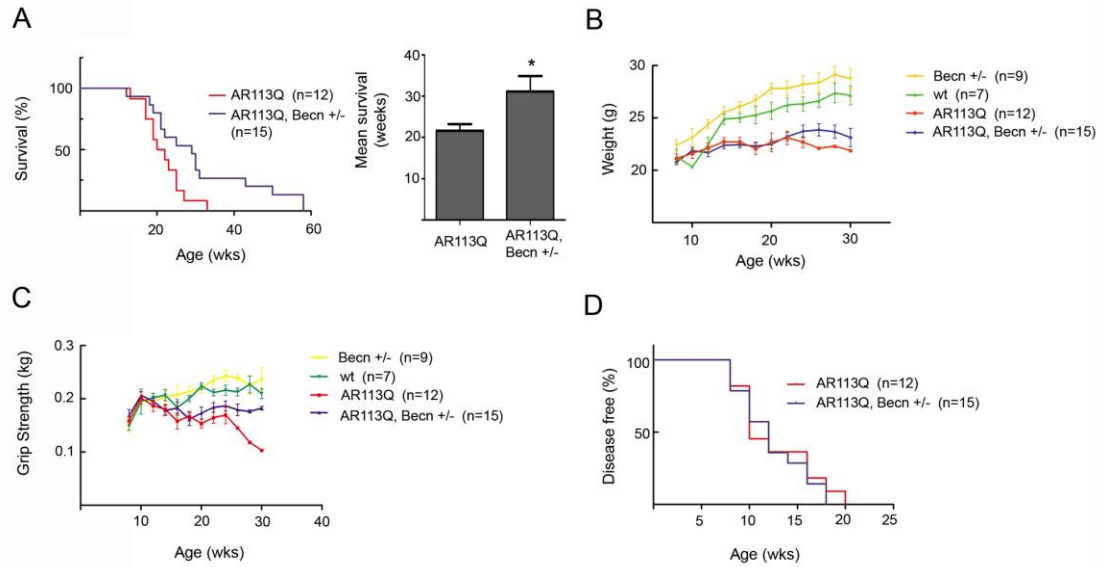 A
Survival (%)
100
50
20
40
60
Age (wks)
AR113Q (n=12)
AR113Q, Becn +/-
(n=15)
Mean survival
(weeks)
40
30
20
10
*
AR113Q
AR113Q,
Becn +/-
B
Weight (g)
30
25
20
10
20
30
Age (wks)
Becn +/- (n=9)
wt (n=7)
AR113Q (n=12)
AR113Q, Becn +/- (n=15)
C
Grip Strength (kg)
0.3
0.2
0.1
10
20
30
40
Age (wks)
Becn +/- (n=9)
wt (n=7)
AR113Q (n=12)
AR113Q, Becn +/- (n=15)
D
Disease free (%)
100
50
5
10
15
20
25
Age (wks)
AR113Q (n=12)
AR113Q, Becn +/- (n=15)